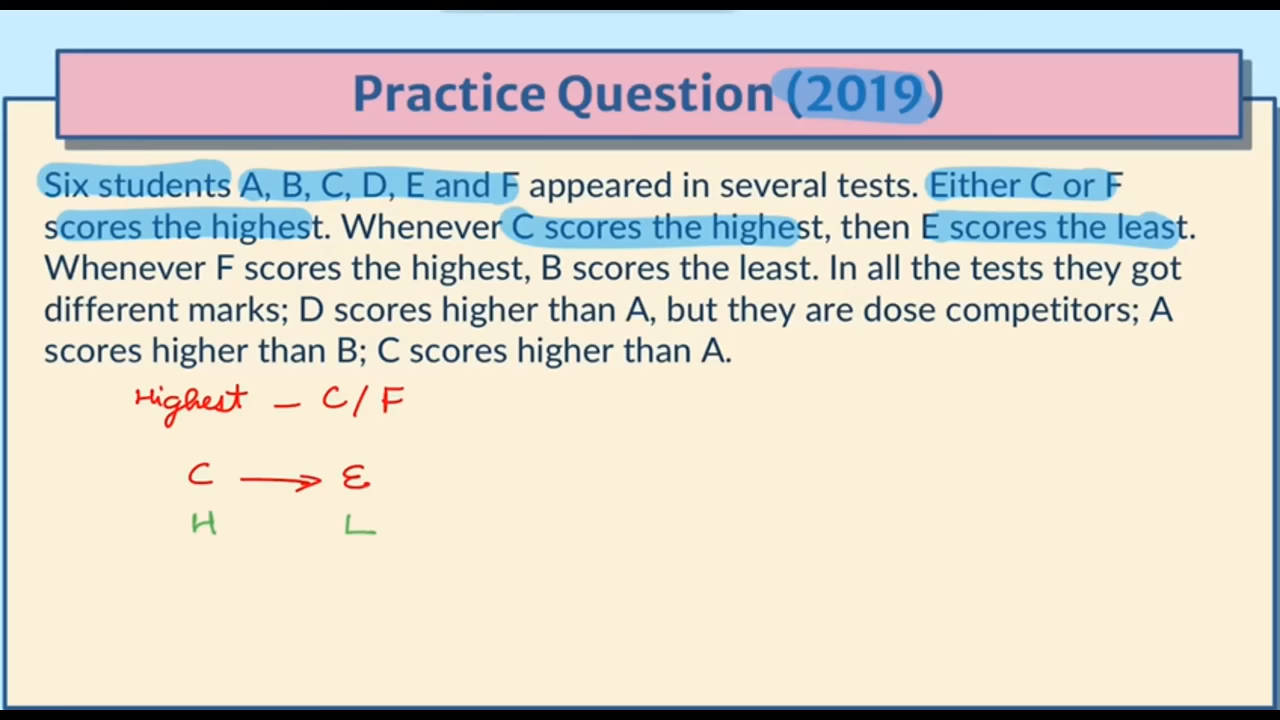 Practice Question (2019)
Six students A, B, C, D, E and F appeared in several tests. Either C or F
scores the highest. Whenever C scores the highest, then E scores the least.
Whenever F scores the highest, B scores the least. In all the tests they got
different marks; D scores higher than A, but they are dose competitors; A
scores higher than B; C scores higher than A.
Highest – C / F
C → E
H L